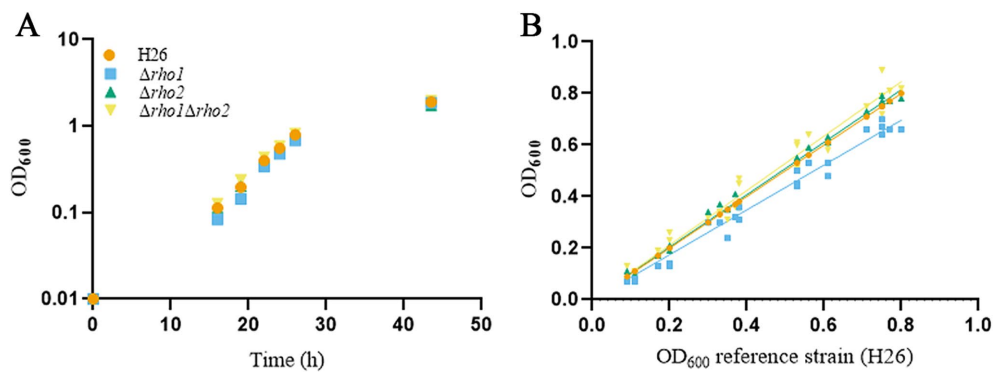 A
10
1
0.1
0.01
OD600
H26
Δrho1
Δrho2
Δrho1Δrho2
0 10 20 30 40 50
Time (h)
B
1.0
0.8
0.6
0.4
0.2
0.0
OD600
0.0 0.2 0.4 0.6 0.8 1.0
OD600 reference strain (H26)